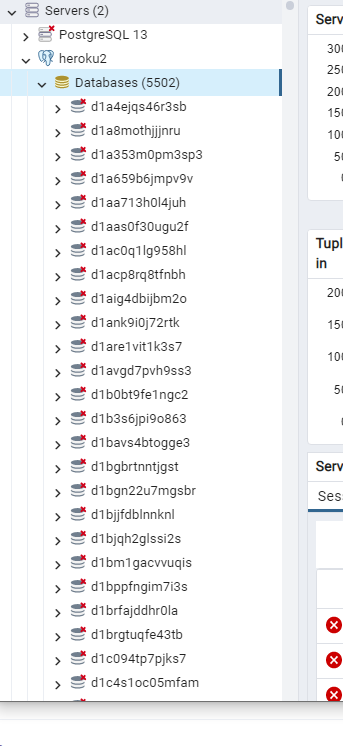 Servers (2)
PostgreSQL 13
heroku2
Databases (5502)
d1a4ejqs46r3sb
d1a8mothjjjnru
d1a353m0pm3sp3
d1a659b6jmpv9v
d1aa713h0l4juh
d1aas0f30ugu2f
d1ac0q1lg958hl
d1acp8rq8tfnbh
d1aig4dbijbm2o
d1ank9i0j72rtk
d1are1vit1k3s7
d1avgd7pvh9ss3
d1b0bt9fe1ngc2
d1b3s6jpi9o863
d1bavs4btogge3
d1bgbrtnntjgst
d1bgn22u7mgsbr
d1bjjfdblnnknl
d1bjqh2glssi2s
d1bm1gacvvuqis
d1bppfngim7i3s
d1brfajddhr0la
d1brgtuqfe43tb
d1c094tp7pjks7
d1c4s1oc05mfam
Serv
300
250
200
150
100
50
0
Tupl
in
200
150
100
50
0
Serv
Ses